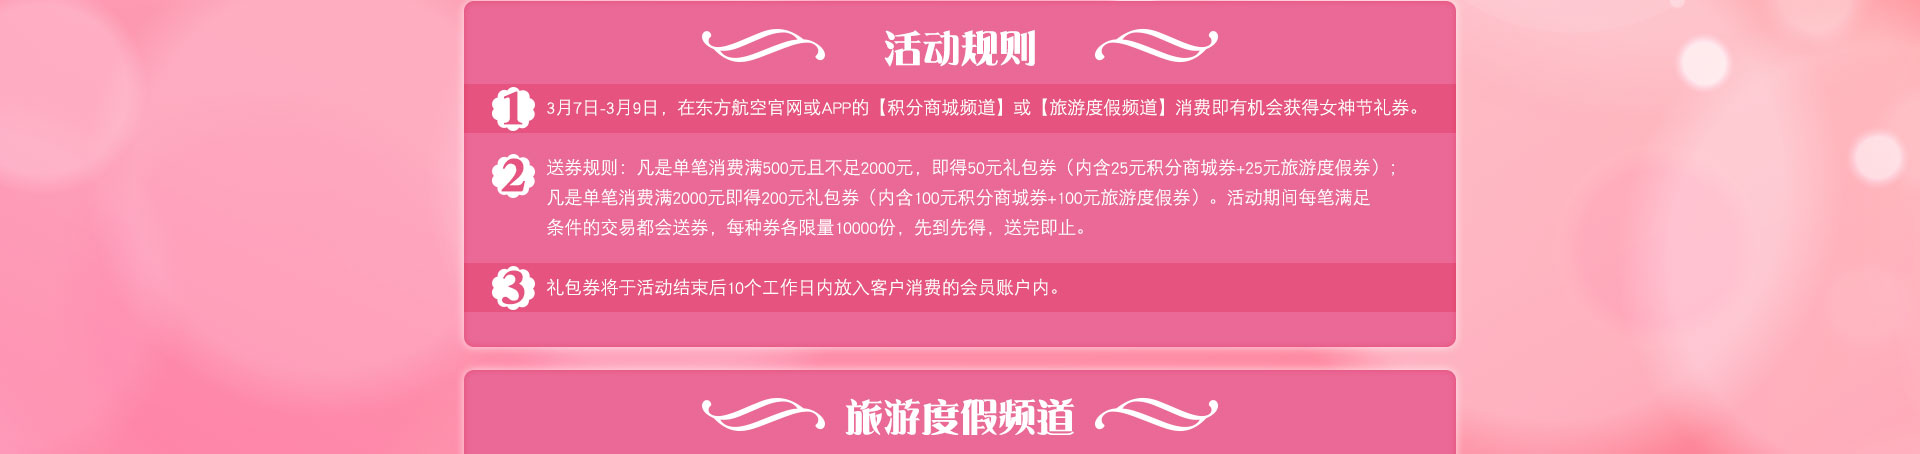 活动规则
1 3月7日-3月9日，在东方航空官网或APP的【积分商城频道】或【旅游度假频道】消费即有机会获得女神节礼券。
2 送券规则：凡是单笔消费满500元且不足2000元，即得50元礼包券（内含25元积分商城券+25元旅游度假券）；
凡是单笔消费满2000元即得200元礼包券（内含100元积分商城券+100元旅游度假券）。活动期间每笔满足
条件的交易都会送券，每种券各限量10000份，先到先得，送完即止。
3 礼包券将于活动结束后10个工作日内放入客户消费的会员账户内。
旅游度假频道